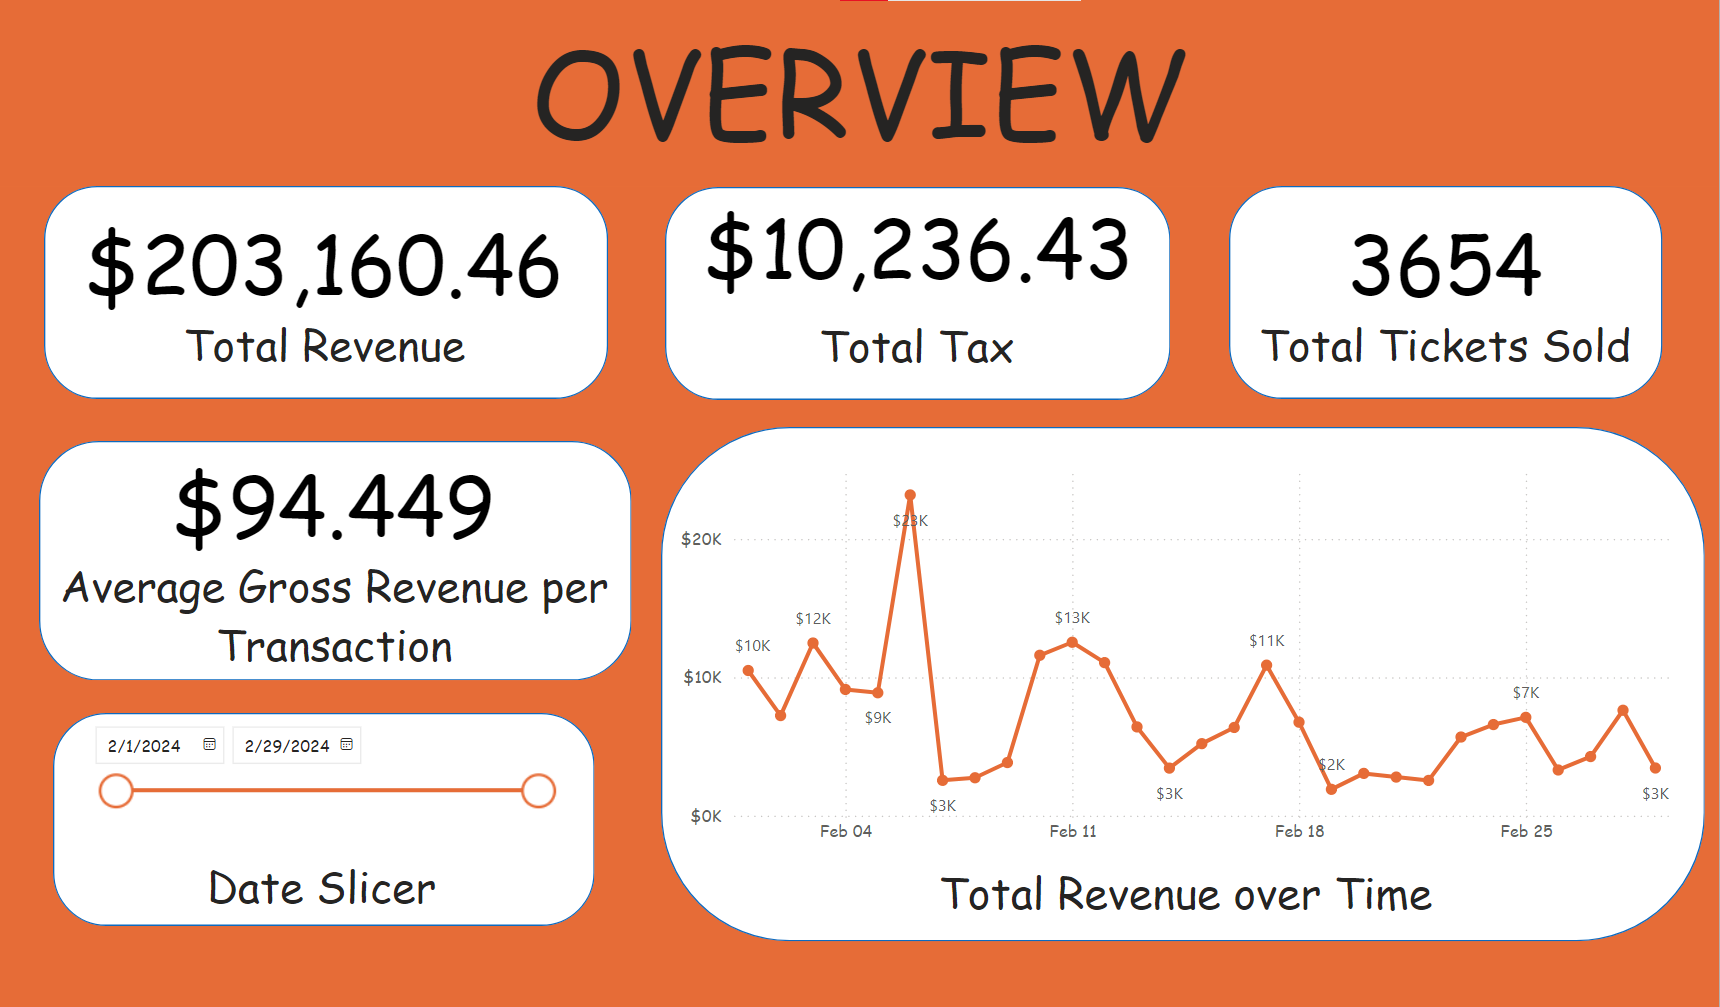 OVERVIEW
$203,160.46
Total Revenue
$10,236.43
Total Tax
3654
Total Tickets Sold
$94.449
Average Gross Revenue per
Transaction
2/1/2024 2/29/2024
Date Slicer
$20K
$10K
$0K
$10K
$12K
$9K
$23K
$3K
$13K
$3K
$11K
$2K
$7K
$3K
Feb 04 Feb 11 Feb 18 Feb 25
Total Revenue over Time